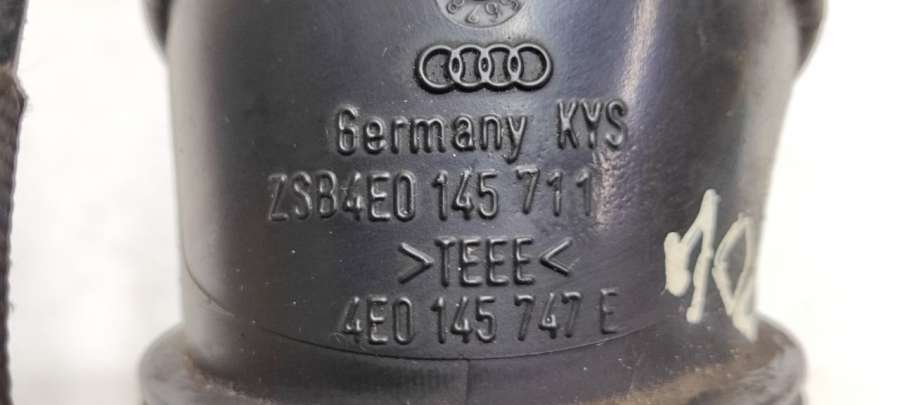 Germany KYS
ZSB4E0 145 711
>TEEE<
4E0 145 747 E